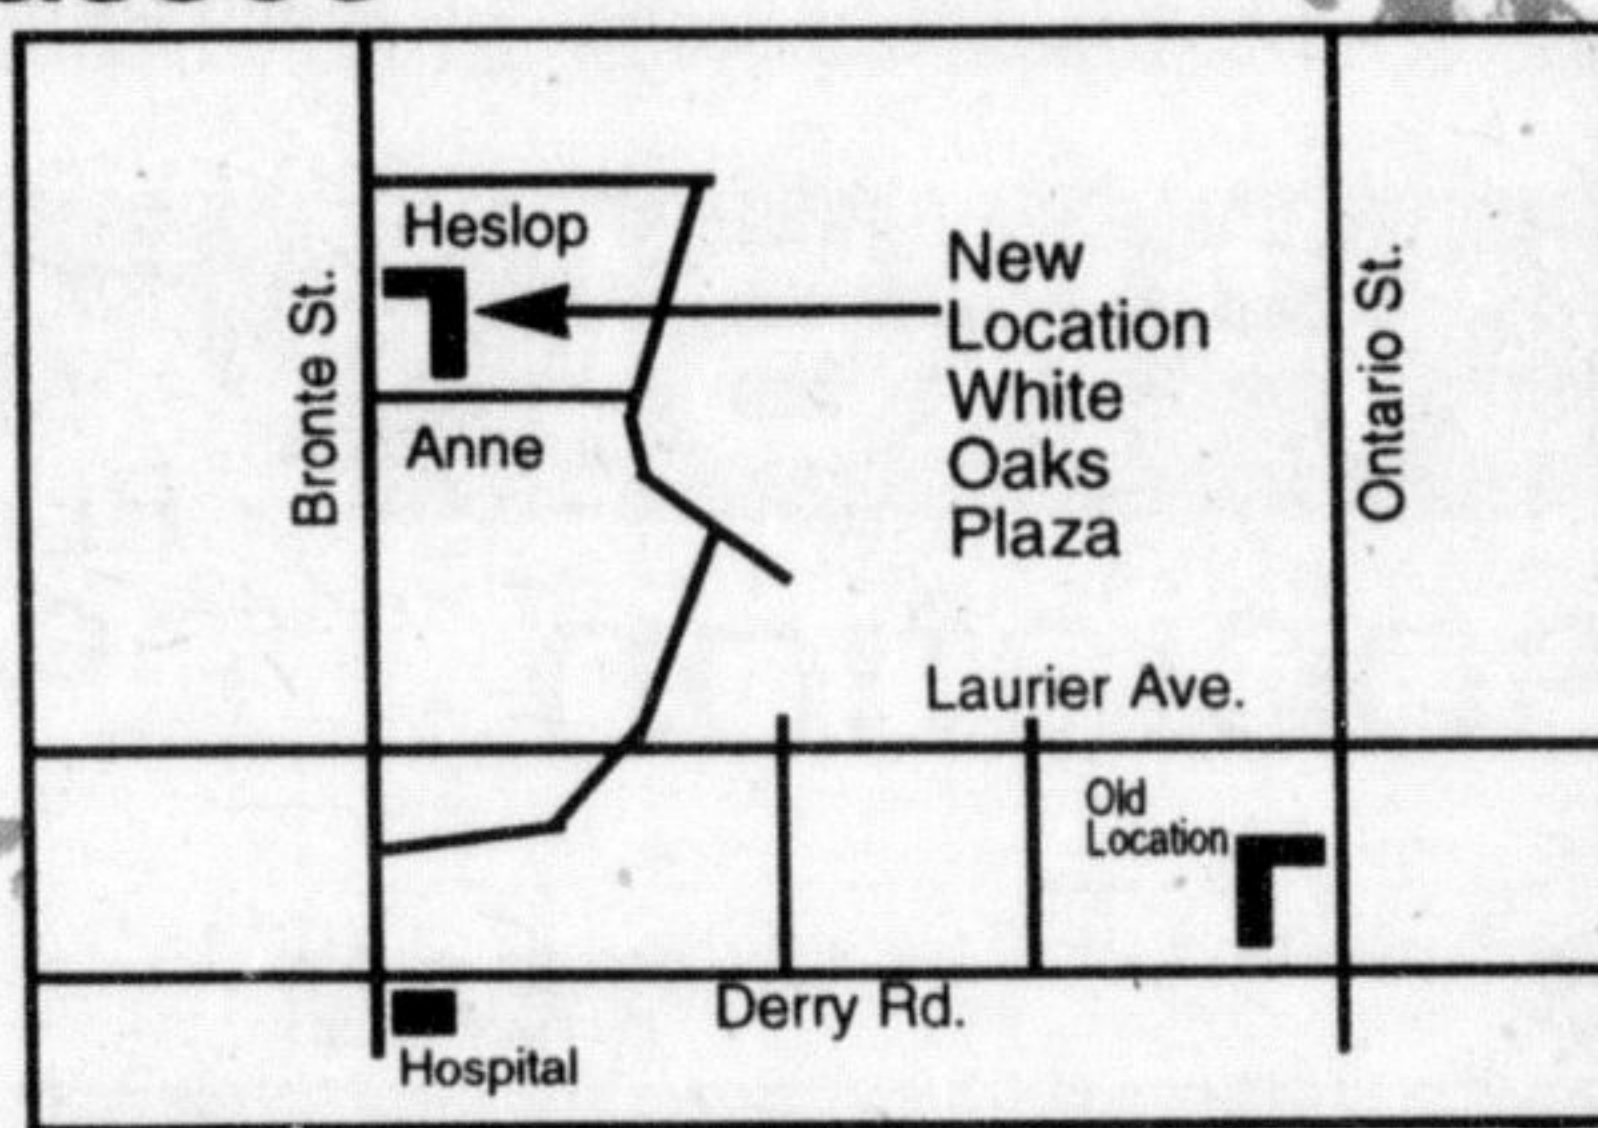 Heslop
New
Location
White
Oaks
Plaza
Bronte St.
Ontario St.
Anne
Laurier Ave.
Old
Location
Derry Rd.
Hospital